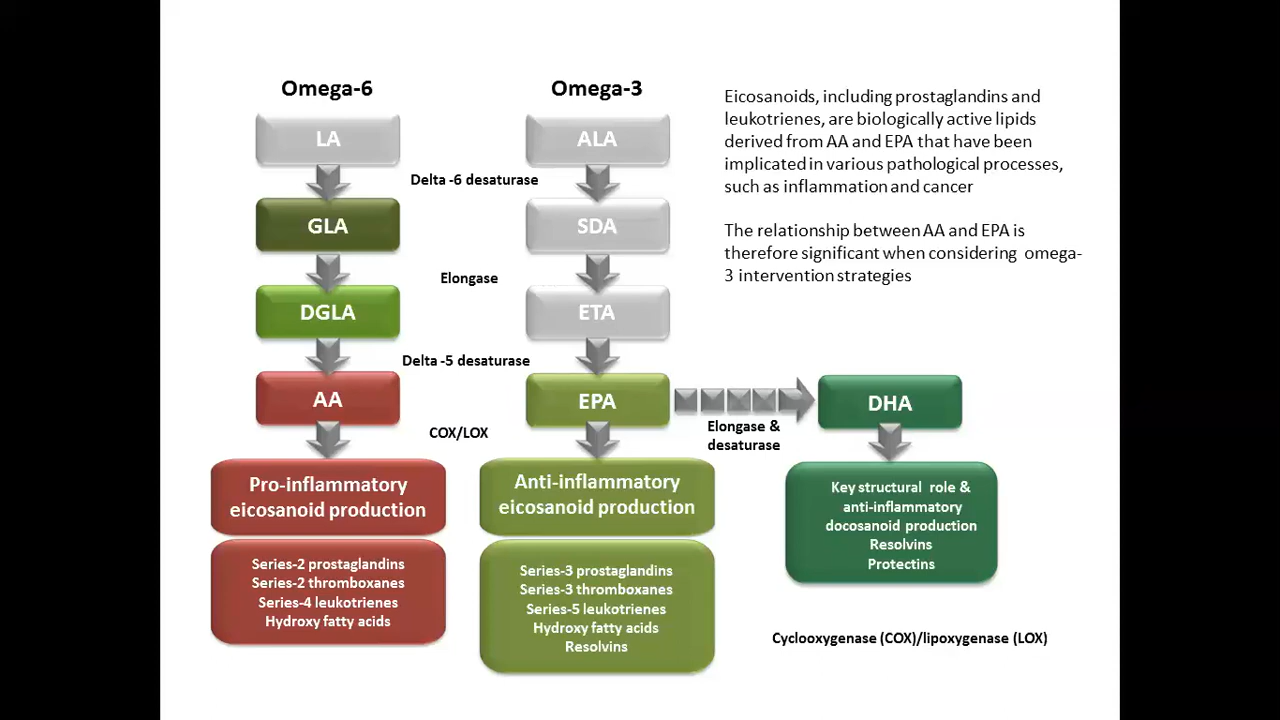 Omega-6
Omega-3
LA
ALA
Delta -6 desaturase
GLA
SDA
Elongase
DGLA
ETA
Delta -5 desaturase
AA
EPA
DHA
COX/LOX
Elongase &
desaturase
Pro-inflammatory
eicosanoid production
Anti-inflammatory
eicosanoid production
Key structural role &
anti-inflammatory
docosanoid production
Resolvins
Protectins
Series-2 prostaglandins
Series-2 thromboxanes
Series-4 leukotrienes
Hydroxy fatty acids
Series-3 prostaglandins
Series-3 thromboxanes
Series-5 leukotrienes
Hydroxy fatty acids
Resolvins
Eicosanoids, including prostaglandins and
leukotrienes, are biologically active lipids
derived from AA and EPA that have been
implicated in various pathological processes,
such as inflammation and cancer
The relationship between AA and EPA is
therefore significant when considering omega-
3 intervention strategies
Cyclooxygenase (COX)/lipoxygenase (LOX)